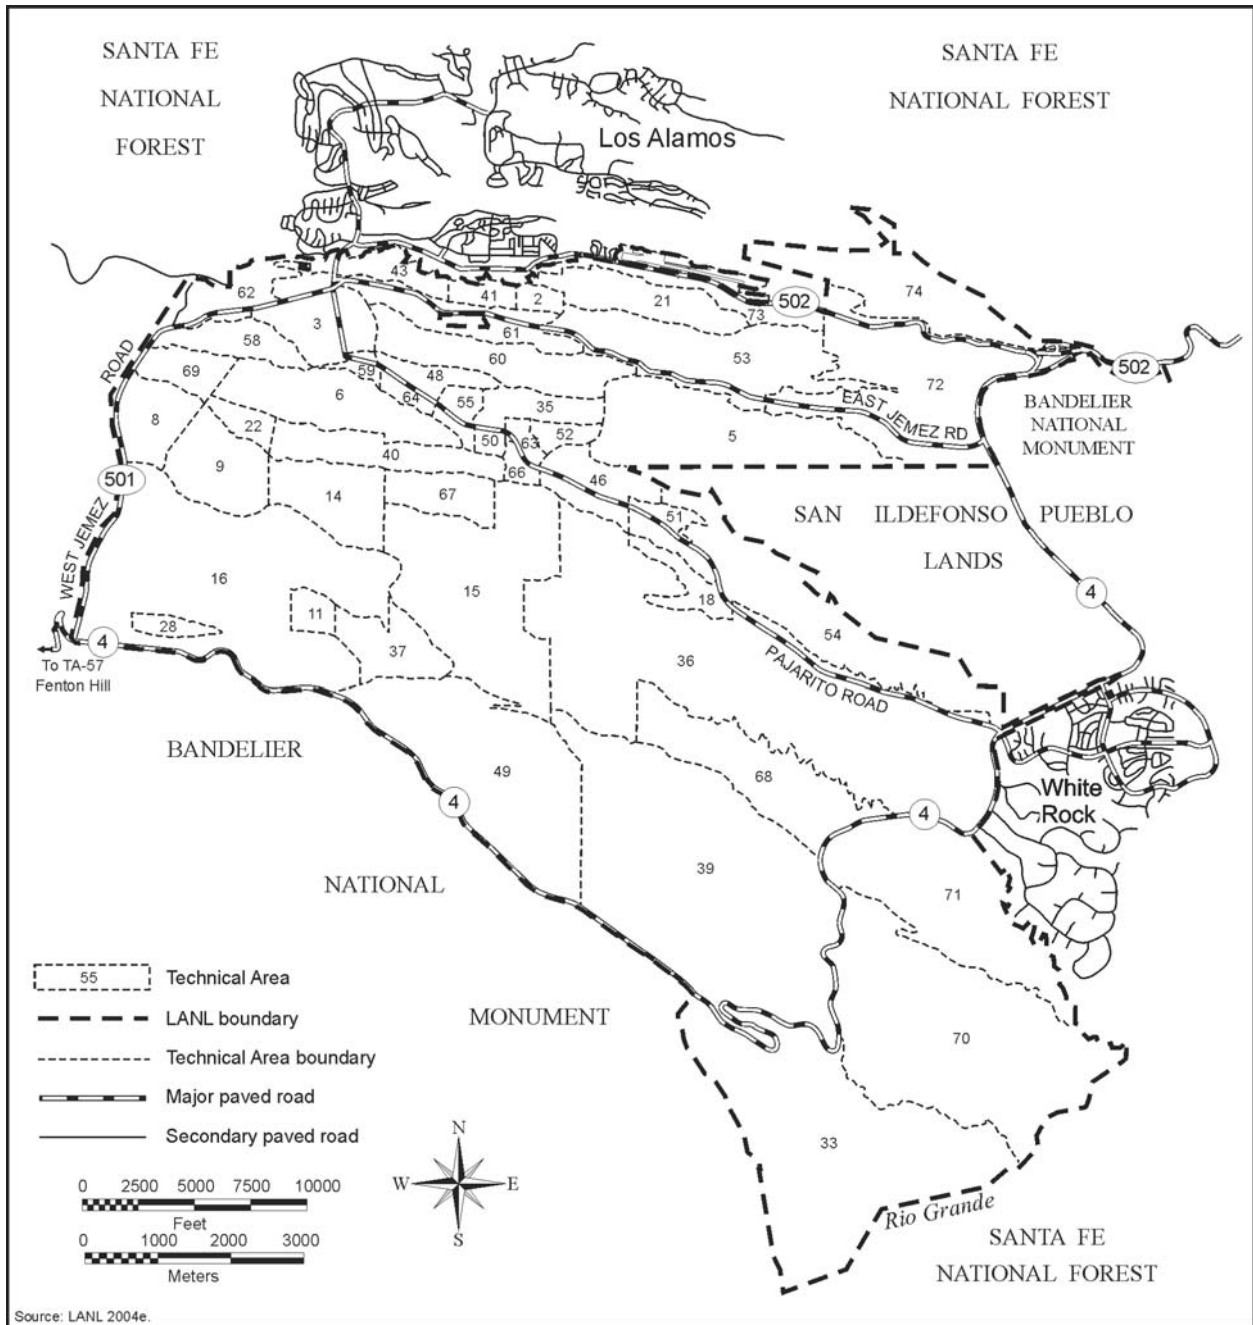 SANTA FE
NATIONAL
FOREST
SANTA FE
NATIONAL FOREST
Los Alamos
43
62
41
2
21
73
502
74
3
61
58
60
53
502
72
69
59
48
6
64
55
35
EAST JEMEZ RD
BANDELIER
NATIONAL
MONUMENT
ROAD
8
22
50
63
52
5
40
9
66
46
501
14
67
51
SAN ILDEFONSO PUEBLO
LANDS
WEST JEMEZ
16
15
18
4
11
28
54
4
37
36
PAJARITO ROAD
To TA-57
Fenton Hill
BANDELIER
49
68
4
4
White
Rock
NATIONAL
39
71
MONUMENT
70
33
Rio Grande
SANTA FE
NATIONAL FOREST
55 Technical Area
LANL boundary
Technical Area boundary
Major paved road
Secondary paved road
N
W E
S
0 2500 5000 7500 10000
Feet
0 1000 2000 3000
Meters
Source: LANL 2004e.